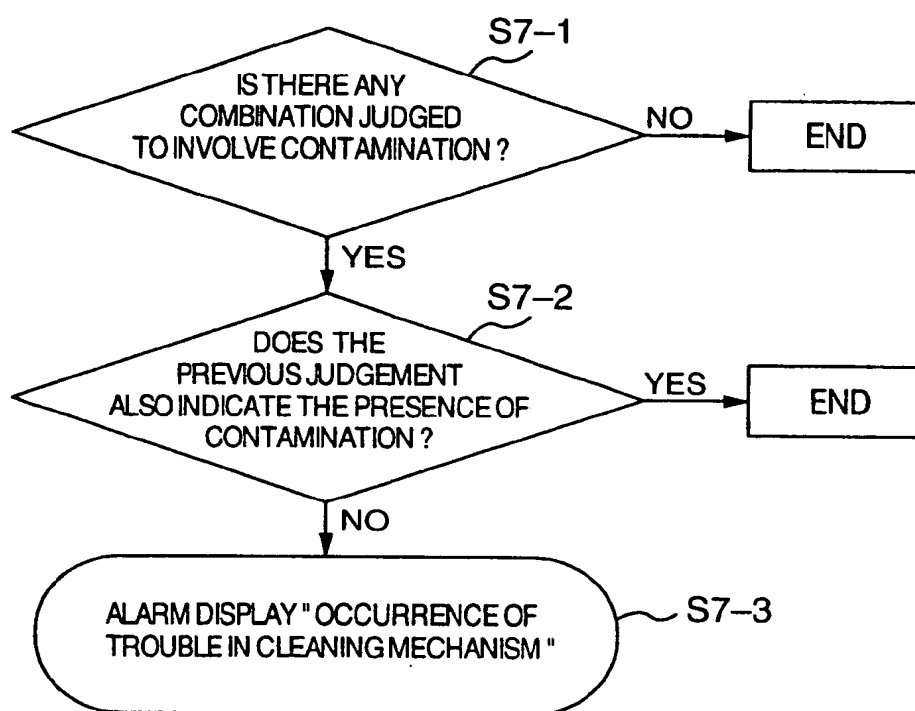 S7-1
IS THERE ANY
COMBINATION JUDGED
TO INVOLVE CONTAMINATION ?
NO
END
YES
S7-2
DOES THE
PREVIOUS JUDGEMENT
ALSO INDICATE THE PRESENCE OF
CONTAMINATION ?
YES
END
NO
ALARM DISPLAY " OCCURRENCE OF
TROUBLE IN CLEANING MECHANISM "
S7-3